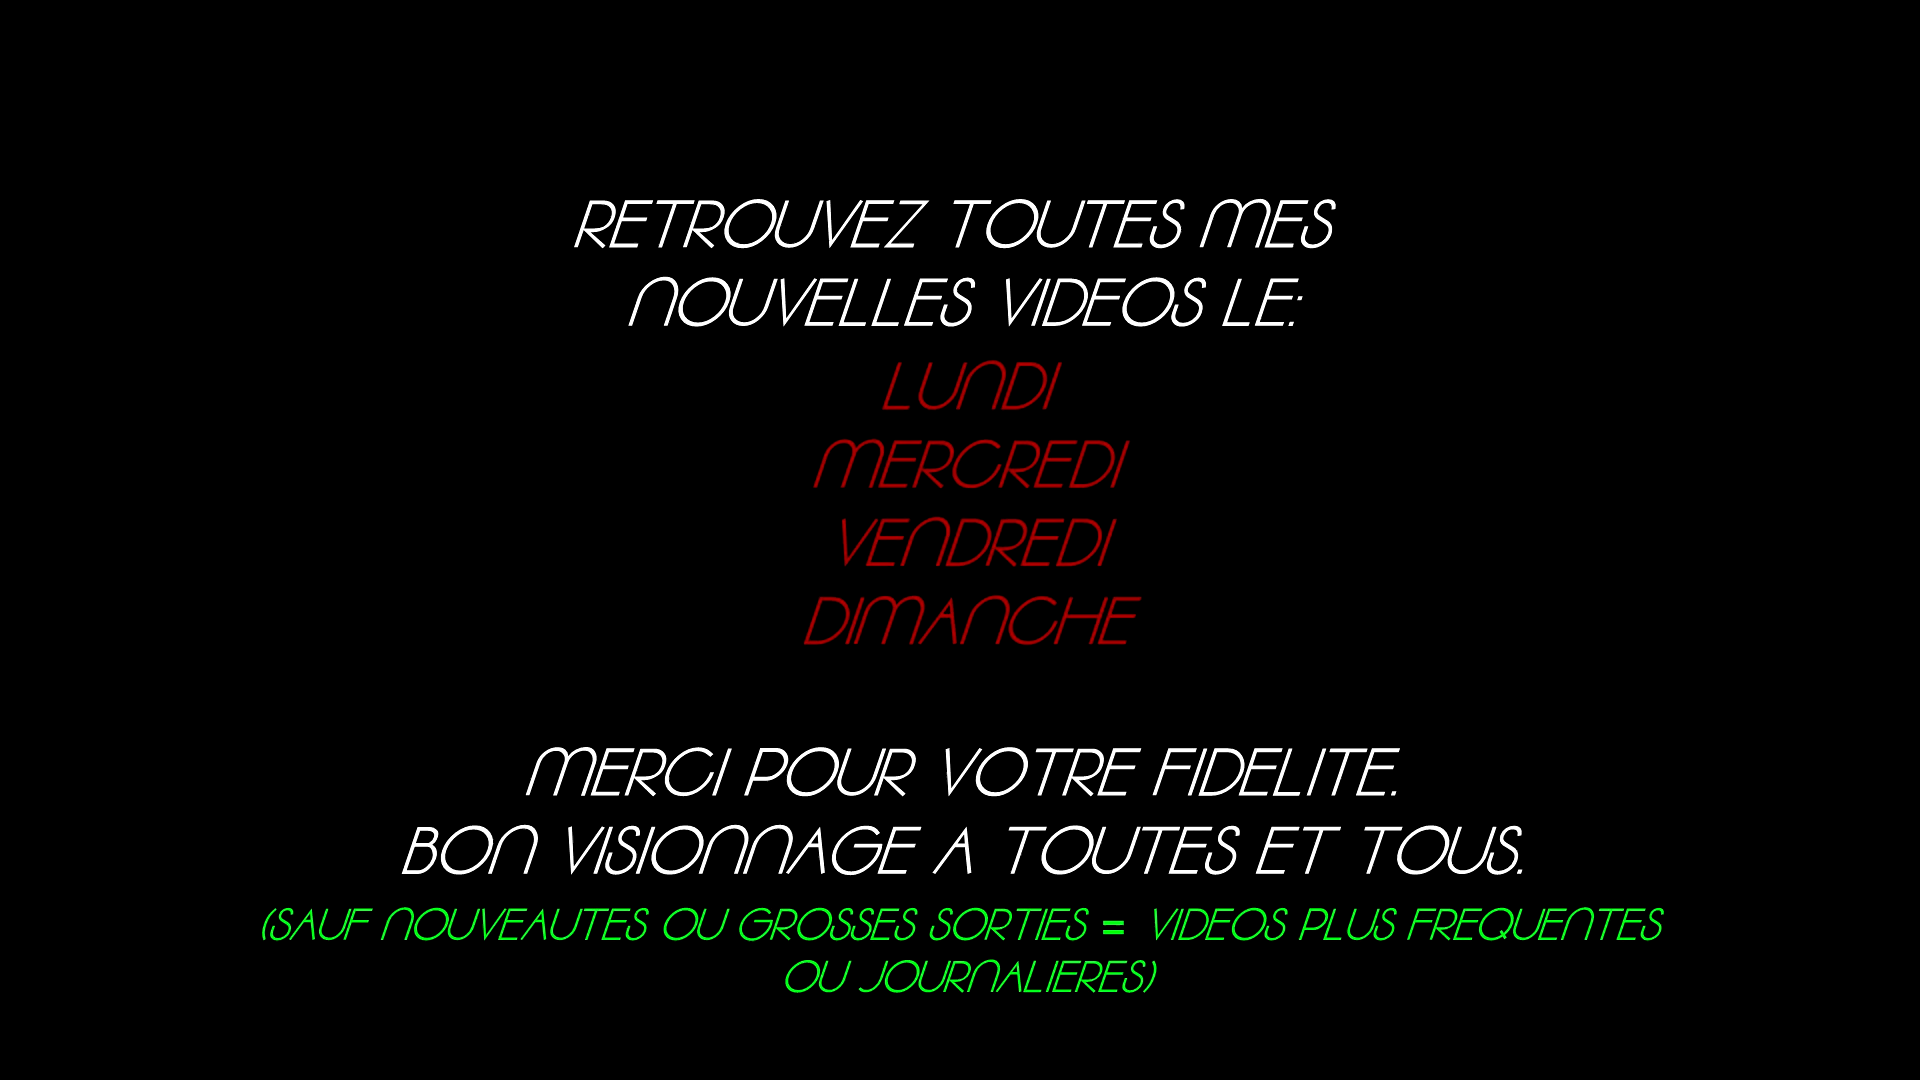 RETROUVEZ TOUTES MES
NOUVELLES VIDEOS LE:
LUNDI
MERCREDI
VENDREDI
DIMANCHE
MERCI POUR VOTRE FIDELITE.
BON VISIONNAGE A TOUTES ET TOUS.
(SAUF NOUVEAUTES OU GROSSES SORTIES = VIDEOS PLUS FREQUENTES
OU JOURNALIERES)